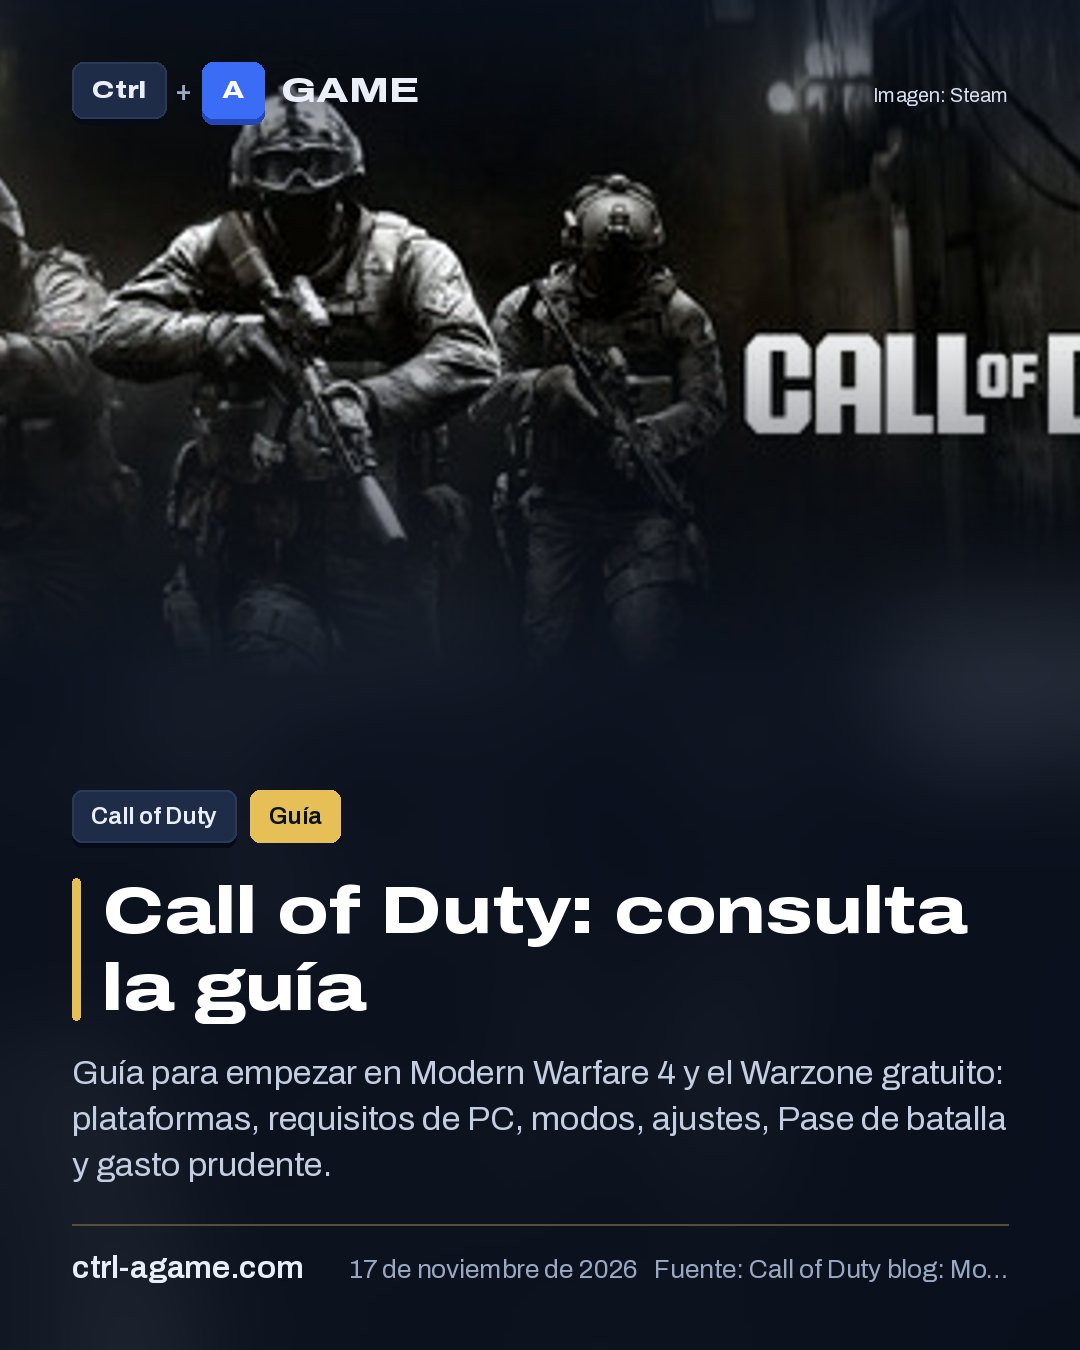 Ctrl + A GAME
Imagen: Steam
CALL OF D
Call of Duty
Guía
Call of Duty: consulta
la guía
Guía para empezar en Modern Warfare 4 y el Warzone gratuito:
plataformas, requisitos de PC, modos, ajustes, Pase de batalla
y gasto prudente.
ctrl-agame.com
17 de noviembre de 2026
Fuente: Call of Duty blog: Mo...